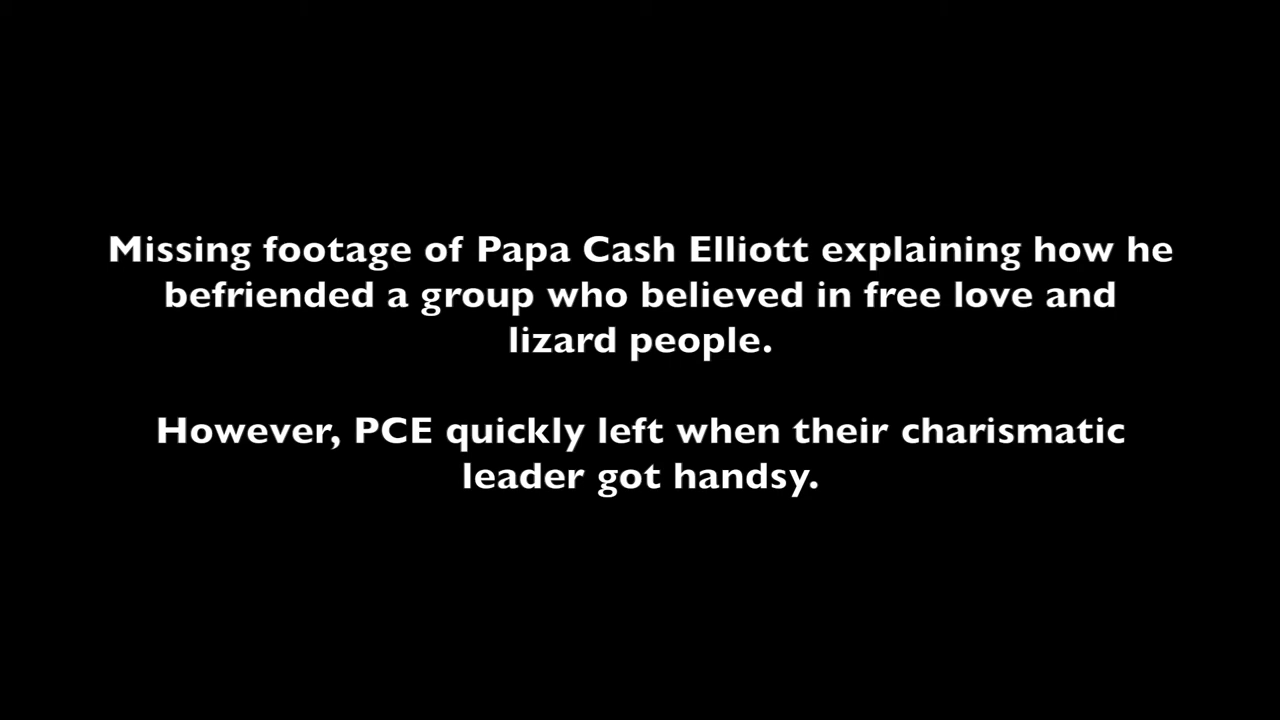 Missing footage of Papa Cash Elliott explaining how he
befriended a group who believed in free love and
lizard people.
However, PCE quickly left when their charismatic
leader got handsy.